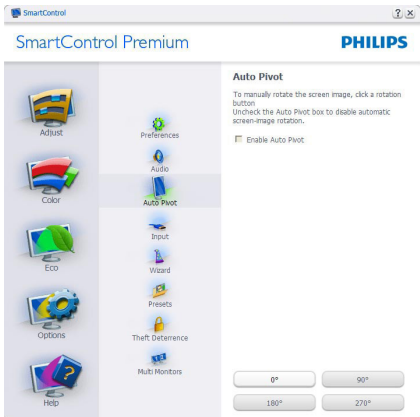 SmartControl
? ×
SmartControl Premium
PHILIPS
Adjust
Color
Eco
Options
Help
Preferences
Audio
Auto Pivot
Input
Wizard
Presets
Theft Deterrence
Multi Monitors
Auto Pivot
To manually rotate the screen image, click a rotation
button
Uncheck the Auto Pivot box to disable automatic
screen-image rotation.
Enable Auto Pivot
0° 90°
180° 270°